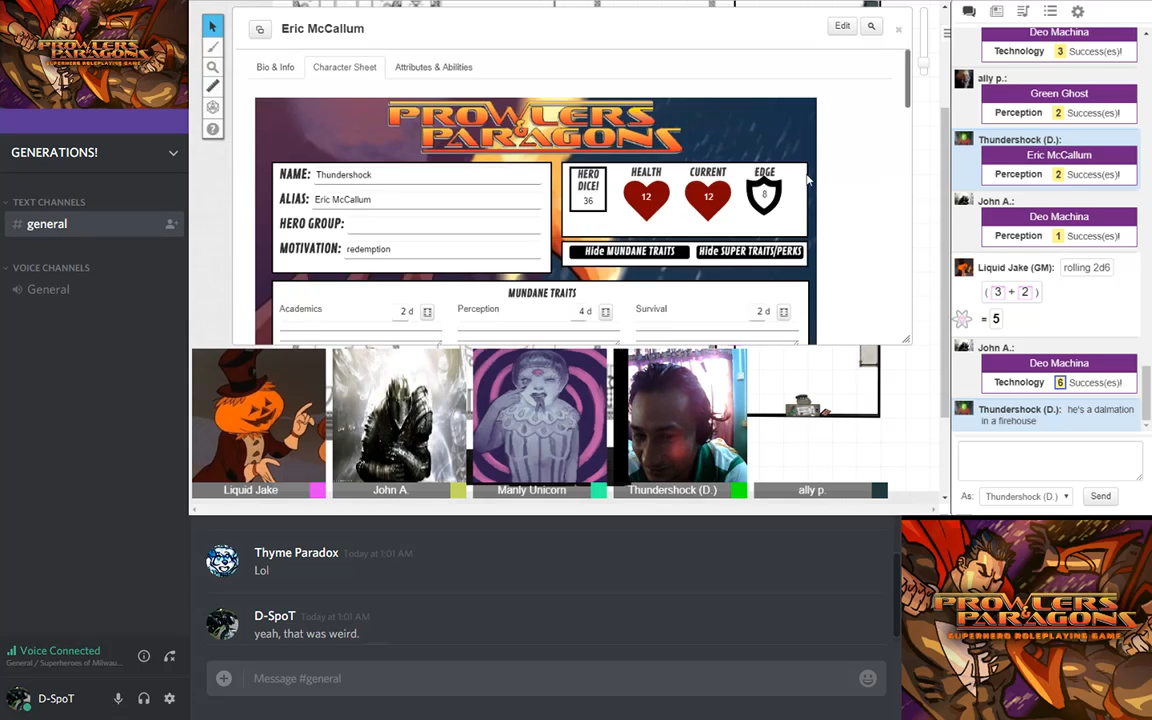 PROWLERS
& PARAGONS
GENERATIONS!
TEXT CHANNELS
# general
VOICE CHANNELS
General
Voice Connected
General / Superheroes of Milwau...
D-SpoT
Eric McCallum
Edit
Bio & Info
Character Sheet
Attributes & Abilities
PROWLERS
& PARAGONS
NAME: Thundershock
ALIAS: Eric McCallum
HERO GROUP:
MOTIVATION: redemption
HERO DICE!
36
HEALTH
12
CURRENT
12
EDGE
8
Hide MUNDANE TRAITS
Hide SUPER TRAITS/PERKS
MUNDANE TRAITS
Academics 2 d
Perception 4 d
Survival 2 d
Liquid Jake
John A.
Manly Unicorn
Thundershock (D.)
ally p.
Thyme Paradox Today at 1:01 AM
Lol
D-SpoT Today at 1:01 AM
yeah, that was weird.
Message #general
Deo Machina
Technology 3 Success(es)!
ally p.:
Green Ghost
Perception 2 Success(es)!
Thundershock (D.):
Eric McCallum
Perception 2 Success(es)!
John A.:
Deo Machina
Perception 1 Success(es)!
Liquid Jake (GM): rolling 2d6
( 3 + 2 )
= 5
John A.:
Deo Machina
Technology 6 Success(es)!
Thundershock (D.): he's a dalmation
in a firehouse
As: Thundershock (D.)
Send
PROWLERS
& PARAGONS
SUPERHERO ROLEPLAYING GAME